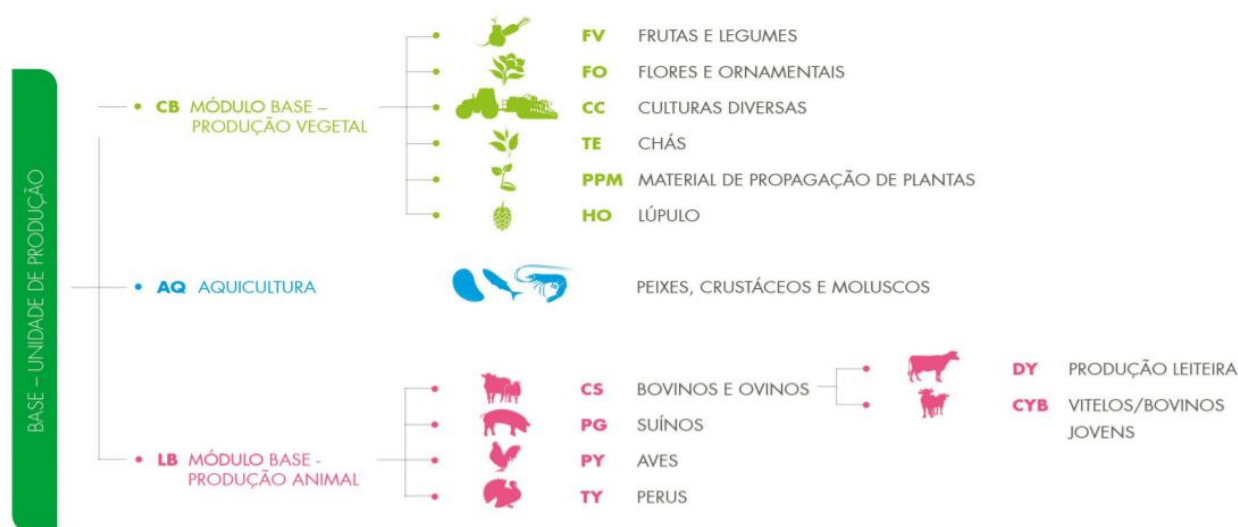 BASE – UNIDADE DE PRODUÇÃO
CB MÓDULO BASE –
PRODUÇÃO VEGETAL
FV FRUTAS E LEGUMES
FO FLORES E ORNAMENTAIS
CC CULTURAS DIVERSAS
TE CHÁS
PPM MATERIAL DE PROPAGAÇÃO DE PLANTAS
HO LÚPULO
AQ AQUICULTURA
PEIXES, CRUSTÁCEOS E MOLUSCOS
LB MÓDULO BASE -
PRODUÇÃO ANIMAL
CS BOVINOS E OVINOS
DY PRODUÇÃO LEITEIRA
CYB VITELOS/BOVINOS
JOVENS
PG SUÍNOS
PY AVES
TY PERUS